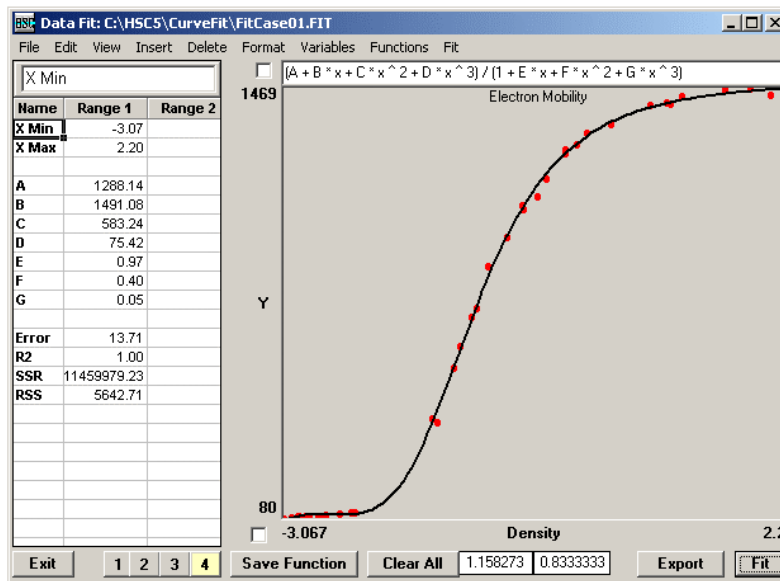 HSC Data Fit: C:\HSC5\CurveFit\FitCase01.FIT
File Edit View Insert Delete Format Variables Functions Fit
X Min
(A + B * x + C * x ^ 2 + D * x ^ 3) / (1 + E * x + F * x ^ 2 + G * x ^ 3)
Name Range 1 Range 2
X Min -3.07
X Max 2.20
A 1288.14
B 1491.08
C 583.24
D 75.42
E 0.97
F 0.40
G 0.05
Error 13.71
R2 1.00
SSR 11459979.23
RSS 5642.71
1469
Electron Mobility
Y
80
-3.067 Density 2.2
Exit 1 2 3 4 Save Function Clear All 1.158273 0.8333333 Export Fit